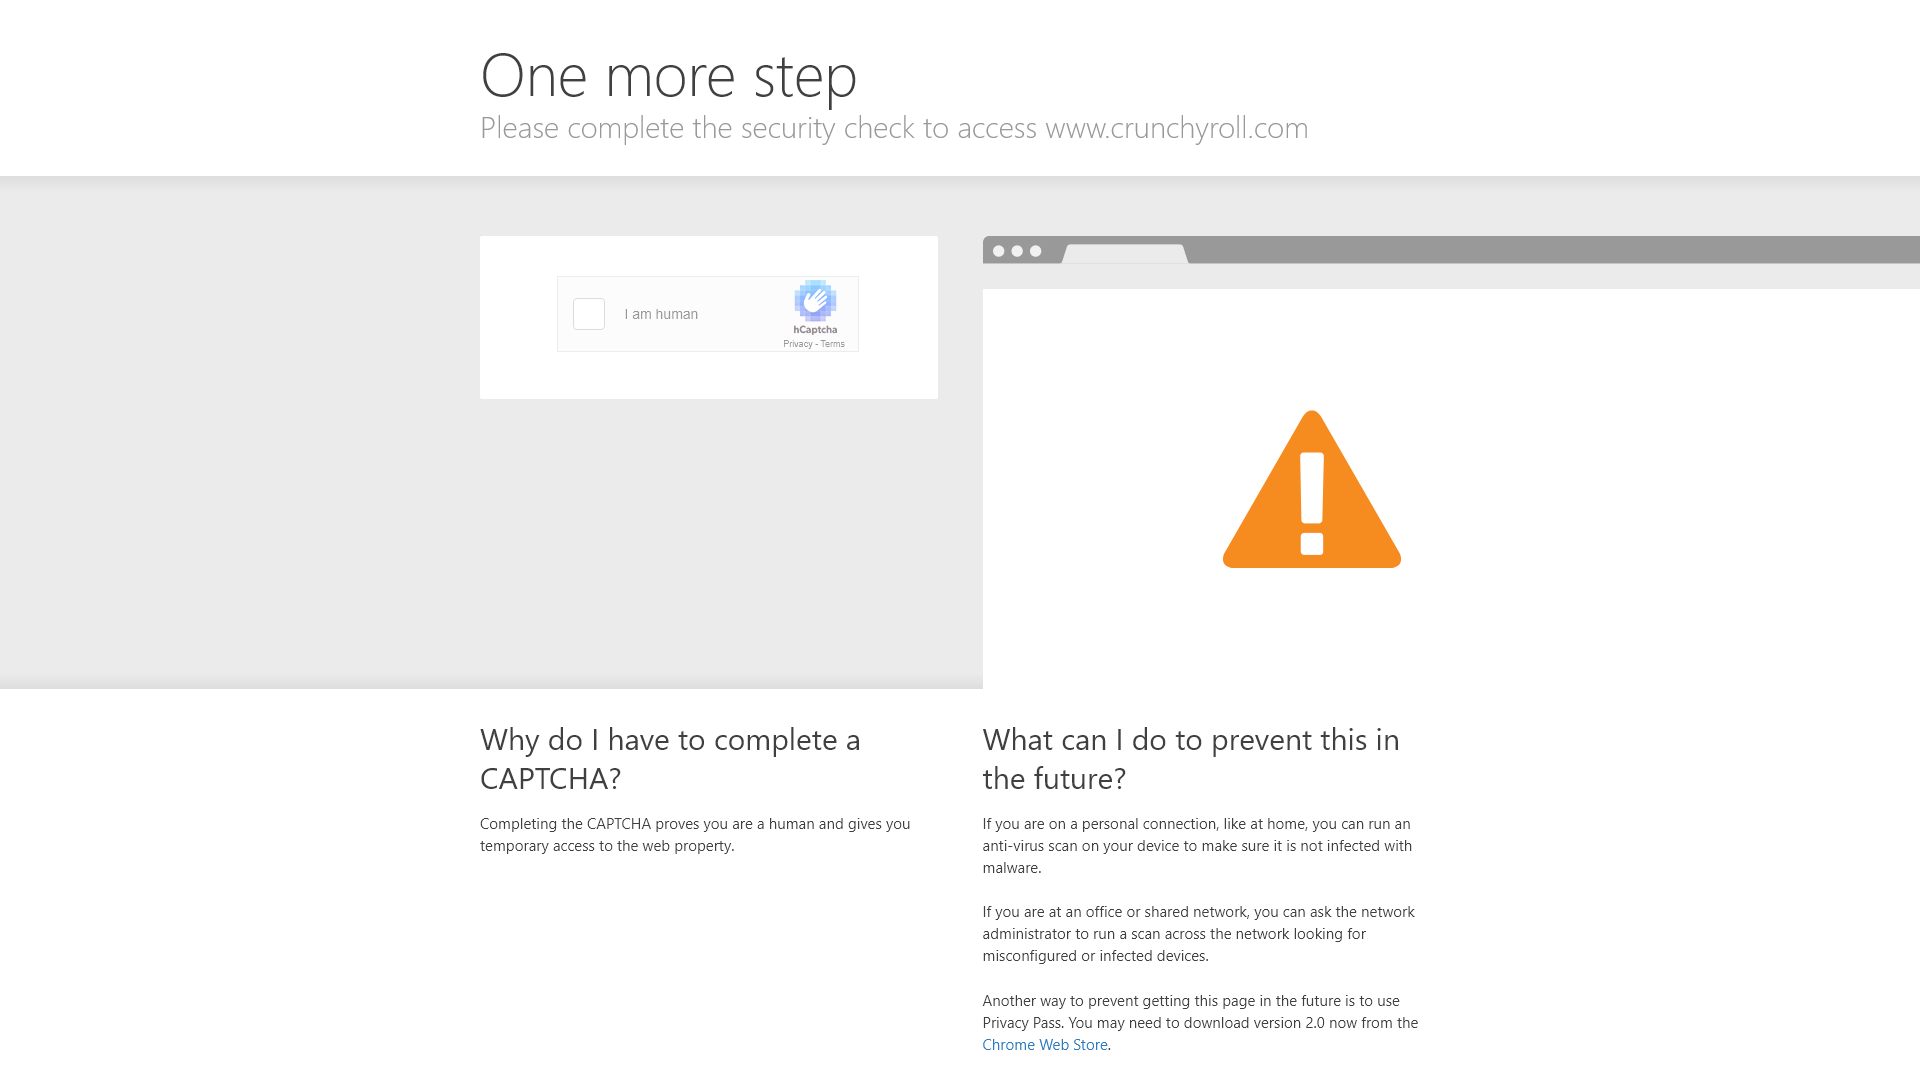 One more step
Please complete the security check to access www.crunchyroll.com
I am human
hCaptcha
Privacy - Terms
Why do I have to complete a
CAPTCHA?
Completing the CAPTCHA proves you are a human and gives you
temporary access to the web property.
What can I do to prevent this in
the future?
If you are on a personal connection, like at home, you can run an
anti-virus scan on your device to make sure it is not infected with
malware.
If you are at an office or shared network, you can ask the network
administrator to run a scan across the network looking for
misconfigured or infected devices.
Another way to prevent getting this page in the future is to use
Privacy Pass. You may need to download version 2.0 now from the
Chrome Web Store.